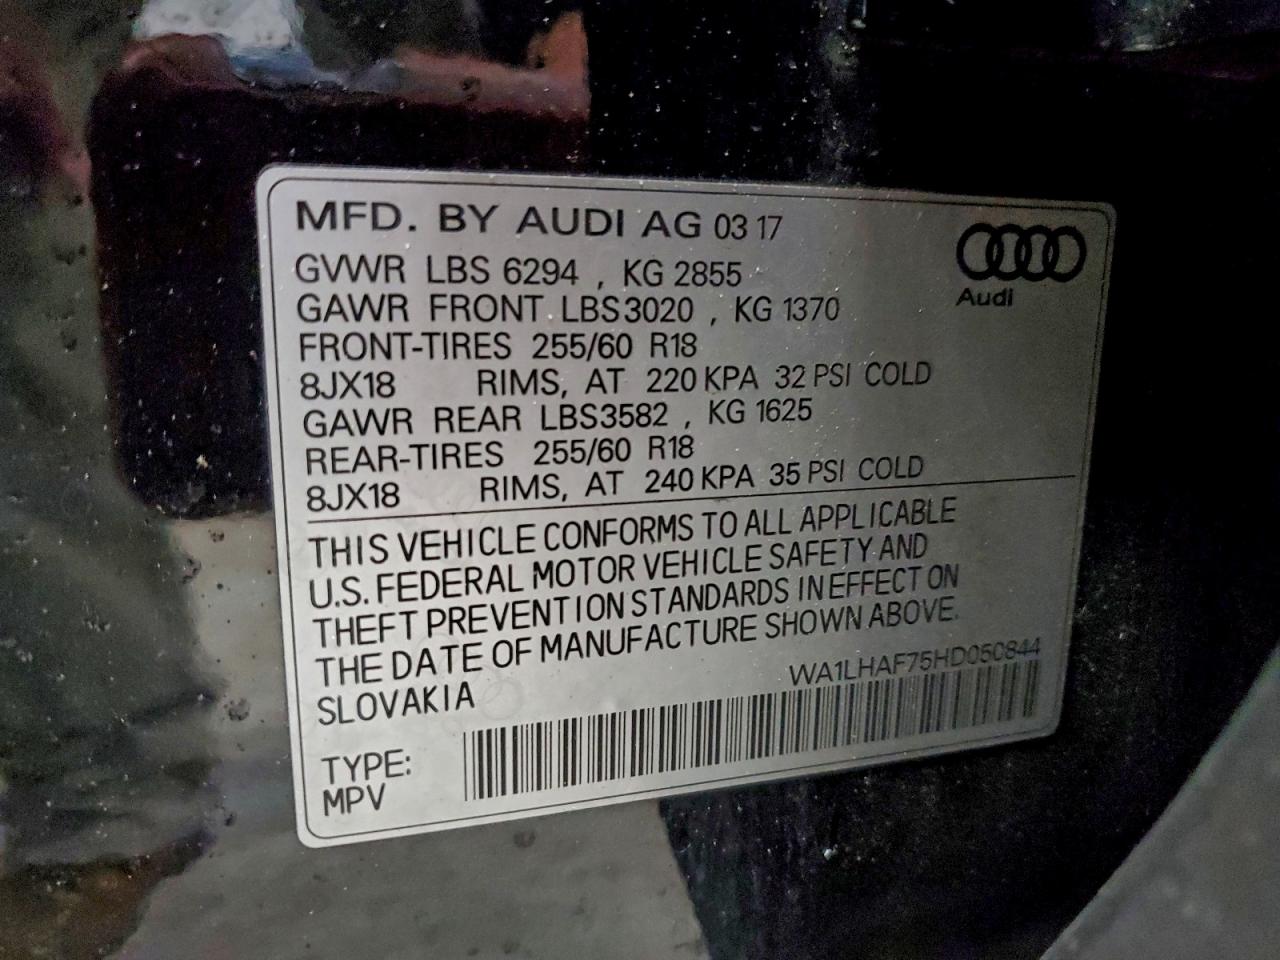 MFD. BY AUDI AG 03 17
Audi
GVWR LBS 6294 , KG 2855
GAWR FRONT LBS3020 , KG 1370
FRONT-TIRES 255/60 R18
8JX18 RIMS, AT 220 KPA 32 PSI COLD
GAWR REAR LBS3582 , KG 1625
REAR-TIRES 255/60 R18
8JX18 RIMS, AT 240 KPA 35 PSI COLD
THIS VEHICLE CONFORMS TO ALL APPLICABLE
U.S. FEDERAL MOTOR VEHICLE SAFETY AND
THEFT PREVENTION STANDARDS IN EFFECT ON
THE DATE OF MANUFACTURE SHOWN ABOVE.
SLOVAKIA
WA1LHAF75HD050844
TYPE:
MPV